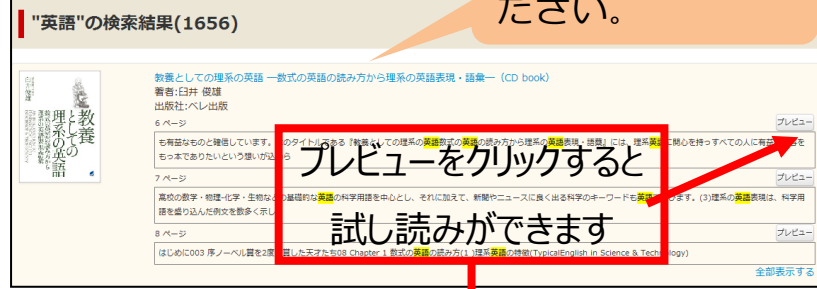 ださい。
"英語"の検索結果(1656)
教養としての理系の英語 ―数式の英語の読み方から理系の英語表現・語彙―（CD book）
著者:臼井 俊雄
出版社:ベレ出版
臼井俊雄
教養
としての
理系の英語
6 ページ
プレビュー
も有益なものと確信しています。 のタイトルである『教養としての理系の英語数式の英語の読み方から理系の英語表現・語彙』には、理系英語に関心を持つすべての人に有益 を
もつ本でありたいという想いが込 ら
7 ページ
プレビュー
高校の数学・物理・化学・生物など 基礎的な英語の科学用語を中心とし、それに加えて、新聞やニュースに良く出る科学のキーワードも英語 ます。(3)理系の英語表現は、科学用
語を盛り込んだ例文を数多く示し
8 ページ
プレビュー
はじめに003 序ノーベル賞を2度 賞した天才たち08 Chapter 1 数式の英語の読み方(1 )理系英語の特徴(TypicalEnglish in Science & Technology)
全部表示する
プレビューをクリックすると
試し読みができます